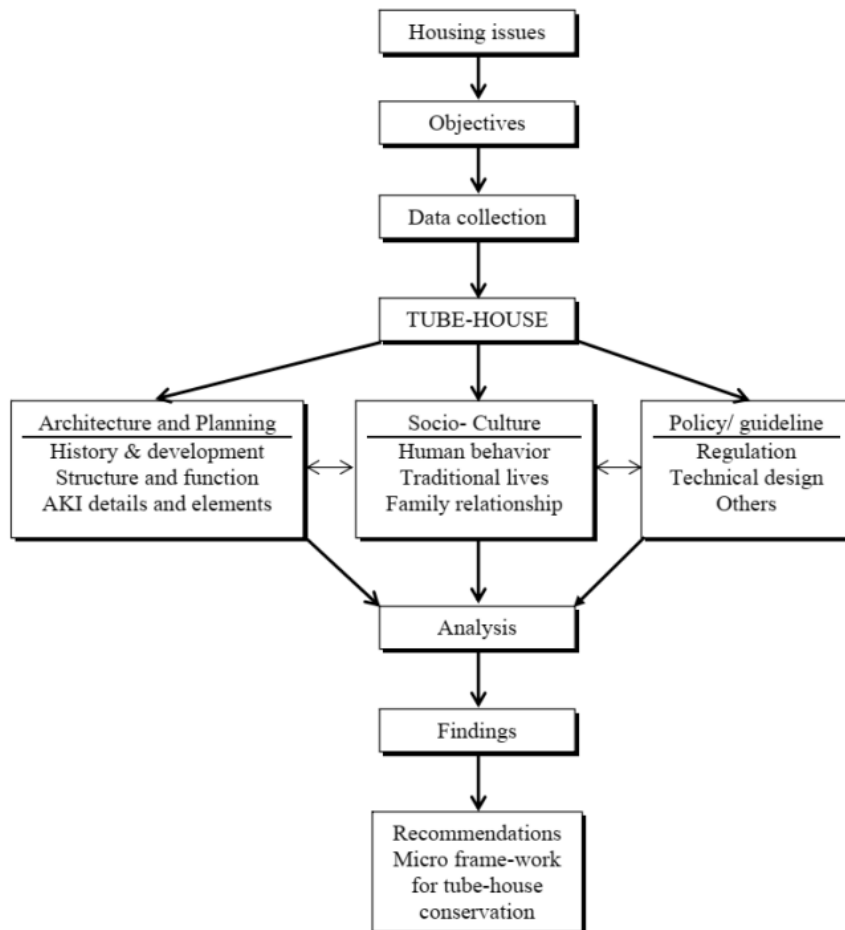 Housing issues
Objectives
Data collection
TUBE-HOUSE
Architecture and Planning
History & development
Structure and function
AKI details and elements
Socio- Culture
Human behavior
Traditional lives
Family relationship
Policy/ guideline
Regulation
Technical design
Others
Analysis
Findings
Recommendations
Micro frame-work
for tube-house
conservation